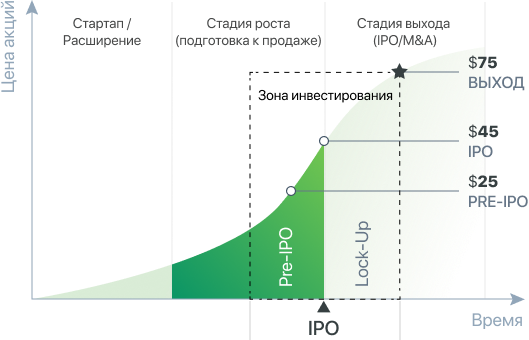 Стартап /
Расширение
Стадия роста
(подготовка к продаже)
Стадия выхода
(IPO/M&A)
Цена акций
Зона инвестирования
$75
ВЫХОД
$45
IPO
$25
PRE-IPO
Pre-IPO
Lock-Up
IPO
Время